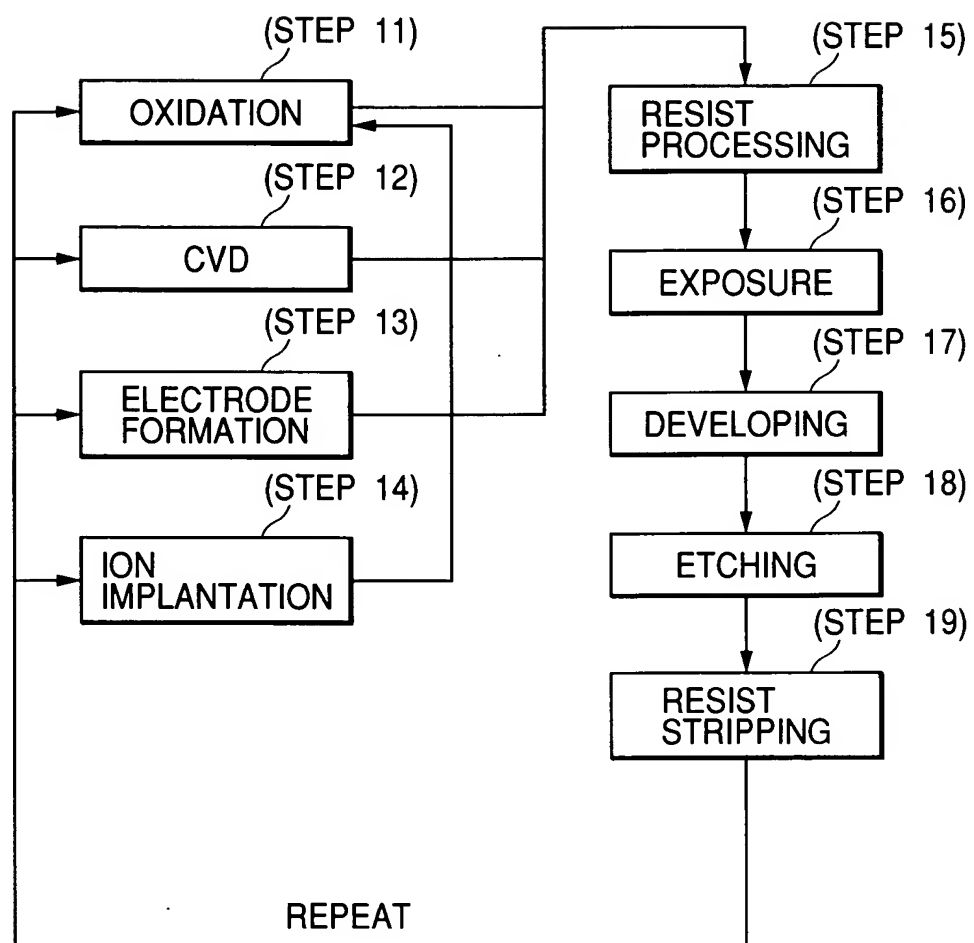 (STEP 11)
OXIDATION
(STEP 12)
CVD
(STEP 13)
ELECTRODE
FORMATION
(STEP 14)
ION
IMPLANTATION
(STEP 15)
RESIST
PROCESSING
(STEP 16)
EXPOSURE
(STEP 17)
DEVELOPING
(STEP 18)
ETCHING
(STEP 19)
RESIST
STRIPPING
REPEAT